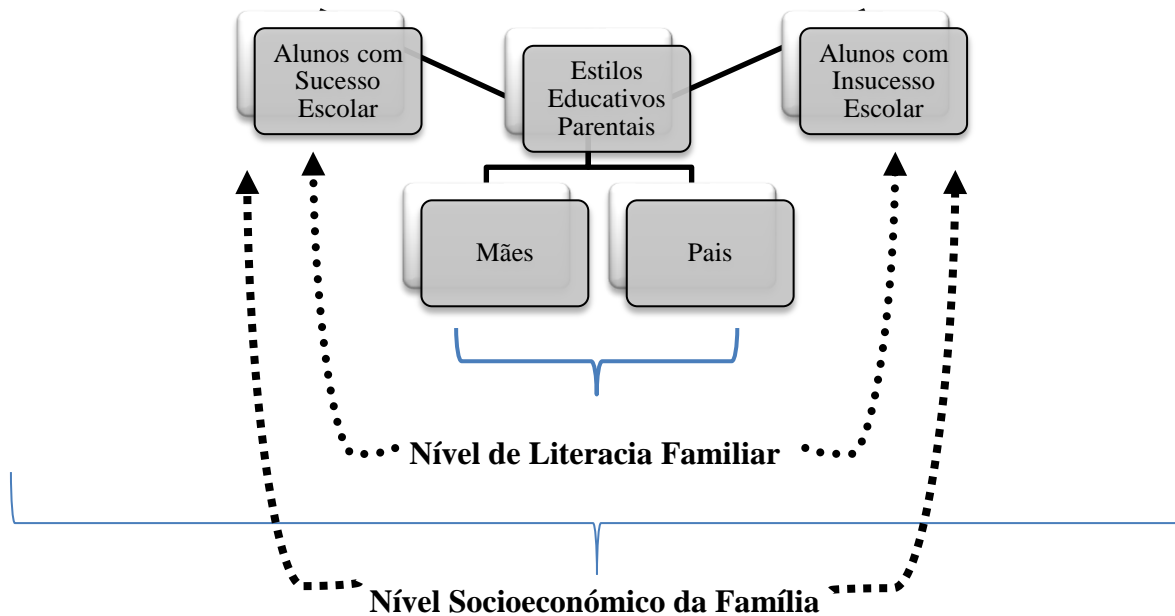 Alunos com
Sucesso
Escolar
Estilos
Educativos
Parentais
Alunos com
Insucesso
Escolar
Mães
Pais
Nível de Literacia Familiar
Nível Socioeconómico da Família